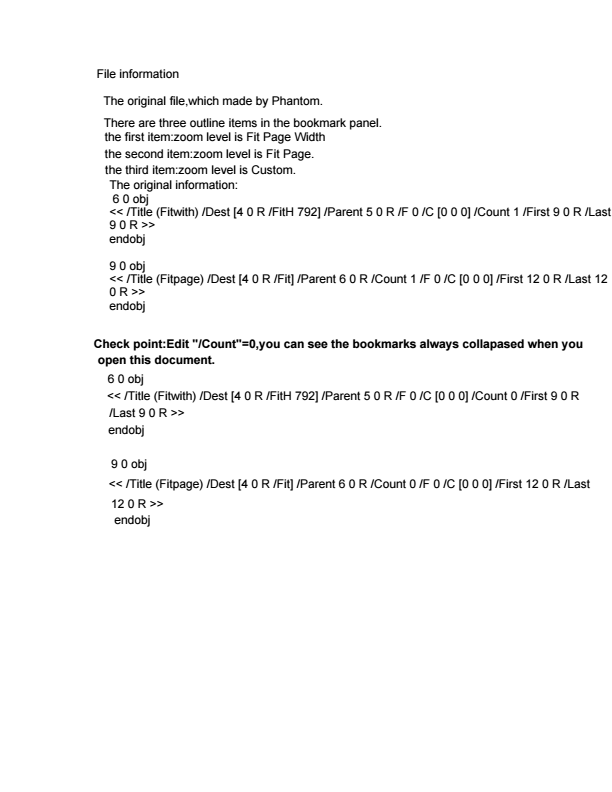 File information
The original file,which made by Phantom.
There are three outline items in the bookmark panel.
the first item:zoom level is Fit Page Width
the second item:zoom level is Fit Page.
the third item:zoom level is Custom.
The original information:
6 0 obj
<< /Title (Fitwith) /Dest [4 0 R /FitH 792] /Parent 5 0 R /F 0 /C [0 0 0] /Count 1 /First 9 0 R /Last
9 0 R >>
endobj
9 0 obj
<< /Title (Fitpage) /Dest [4 0 R /Fit] /Parent 6 0 R /Count 1 /F 0 /C [0 0 0] /First 12 0 R /Last 12
0 R >>
endobj
Check point:Edit "/Count"=0,you can see the bookmarks always collapased when you
open this document.
6 0 obj
<< /Title (Fitwith) /Dest [4 0 R /FitH 792] /Parent 5 0 R /F 0 /C [0 0 0] /Count 0 /First 9 0 R
/Last 9 0 R >>
endobj
9 0 obj
<< /Title (Fitpage) /Dest [4 0 R /Fit] /Parent 6 0 R /Count 0 /F 0 /C [0 0 0] /First 12 0 R /Last
12 0 R >>
endobj